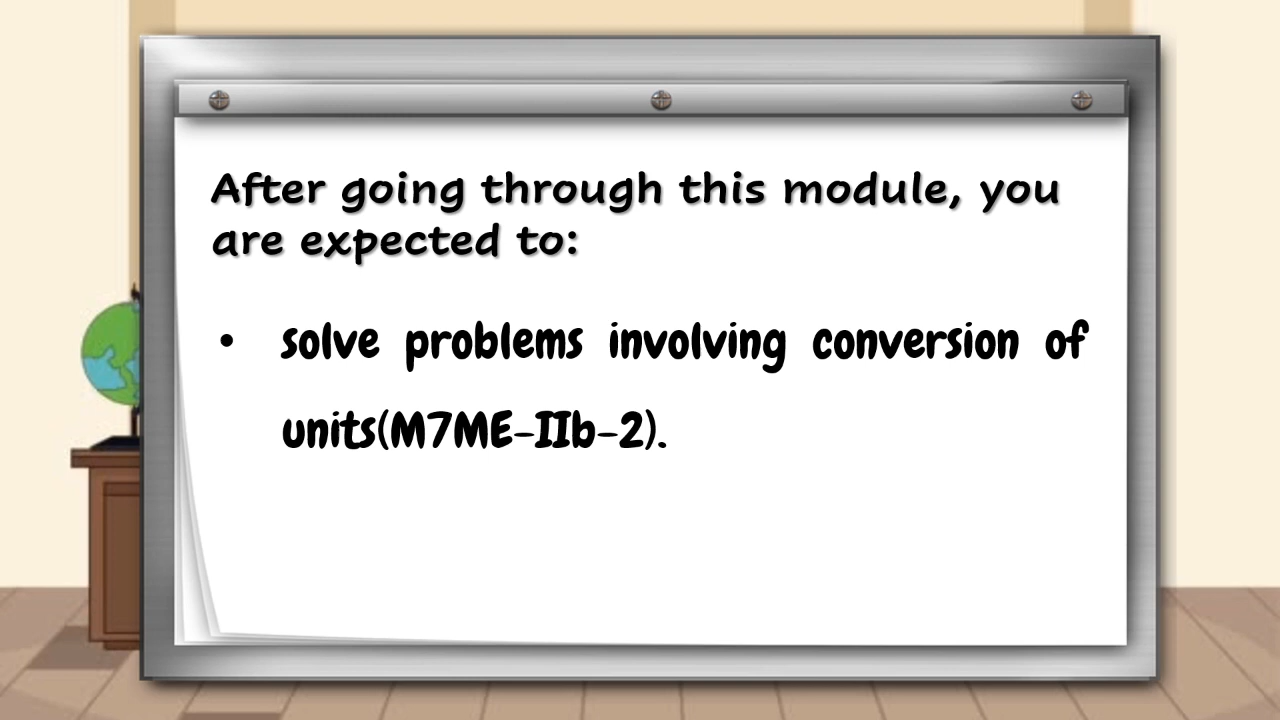 After going through this module, you
are expected to:
• solve problems involving conversion of
units(M7ME-IIb-2).